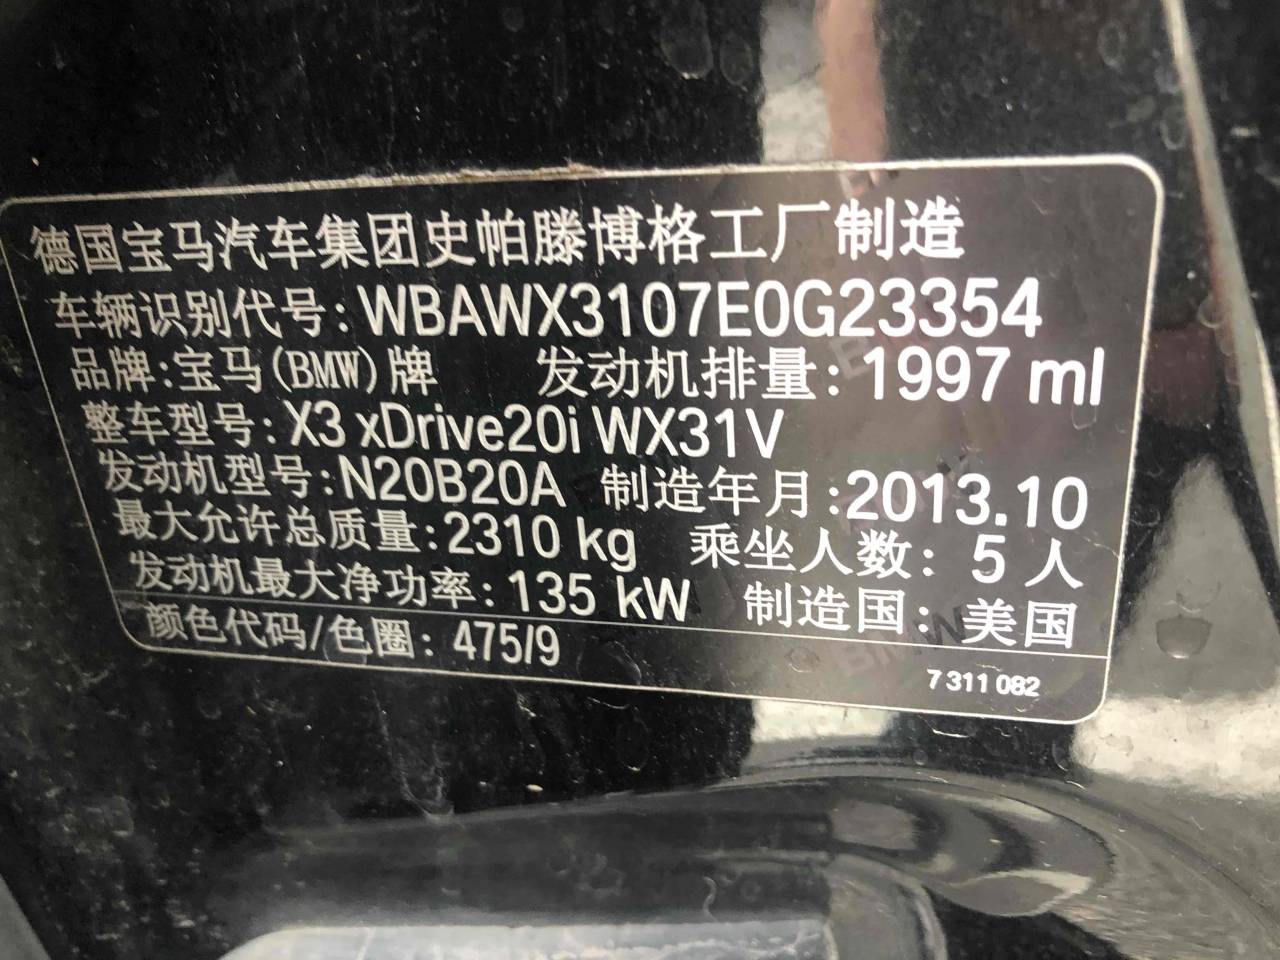 德国宝马汽车集团史帕滕博格工厂制造
车辆识别代号:WBAWX3107E0G23354
品牌:宝马(BMW)牌 发动机排量:1997 ml
整车型号:X3 xDrive20i WX31V
发动机型号:N20B20A 制造年月:2013.10
最大允许总质量:2310 kg 乘坐人数: 5 人
发动机最大净功率:135 kW 制造国:美国
颜色代码/色圈: 475/9
7 311 082